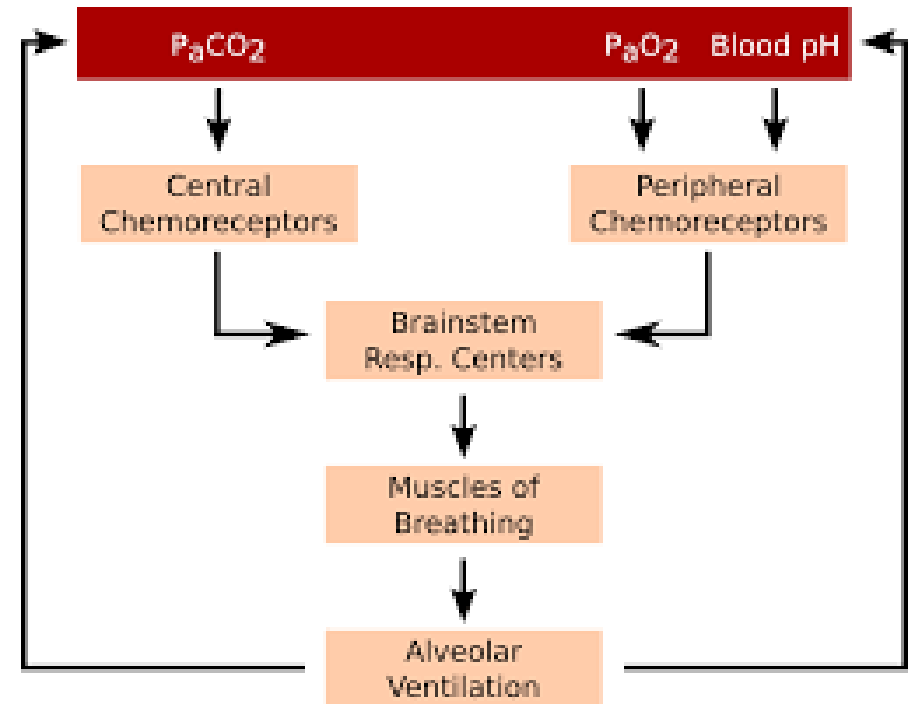 PaCO2 PaO2 Blood pH
Central
Chemoreceptors
Peripheral
Chemoreceptors
Brainstem
Resp. Centers
Muscles of
Breathing
Alveolar
Ventilation